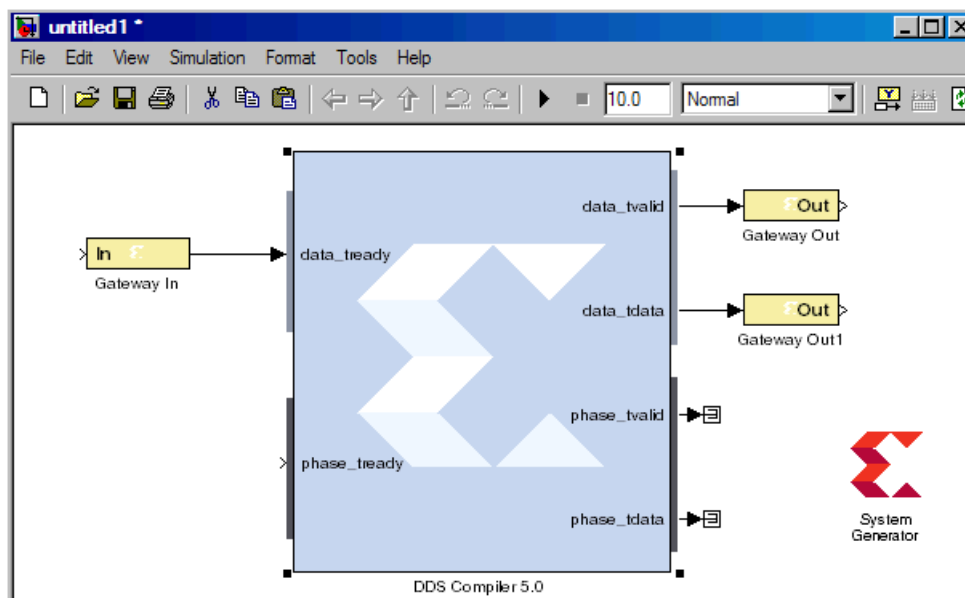 untitled1 *
File Edit View Simulation Format Tools Help
10.0 Normal
data_tvalid
Out
Gateway Out
In
data_tready
Gateway In
data_tdata
Out
Gateway Out1
phase_tvalid
phase_tready
phase_tdata
System
Generator
DDS Compiler 5.0